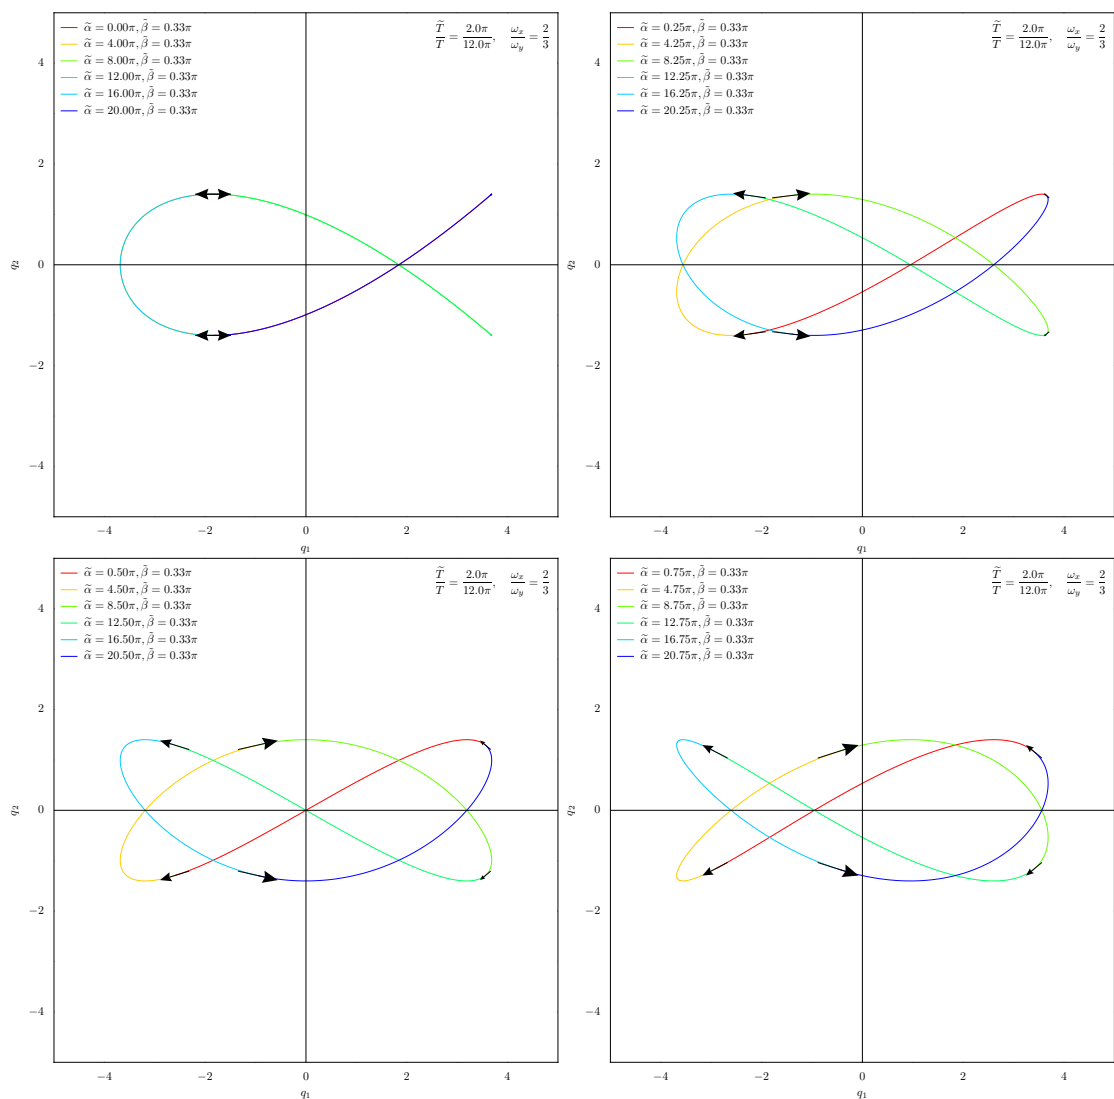 α̃ = 0.00π, β̃ = 0.33π
α̃ = 4.00π, β̃ = 0.33π
α̃ = 8.00π, β̃ = 0.33π
α̃ = 12.00π, β̃ = 0.33π
α̃ = 16.00π, β̃ = 0.33π
α̃ = 20.00π, β̃ = 0.33π
T̃/T = 2.0π/12.0π, ω_x/ω_y = 2/3
4
2
0
−2
−4
q₂
−4 −2 0 2 4
q₁
α̃ = 0.25π, β̃ = 0.33π
α̃ = 4.25π, β̃ = 0.33π
α̃ = 8.25π, β̃ = 0.33π
α̃ = 12.25π, β̃ = 0.33π
α̃ = 16.25π, β̃ = 0.33π
α̃ = 20.25π, β̃ = 0.33π
T̃/T = 2.0π/12.0π, ω_x/ω_y = 2/3
4
2
0
−2
−4
q₂
−4 −2 0 2 4
q₁
α̃ = 0.50π, β̃ = 0.33π
α̃ = 4.50π, β̃ = 0.33π
α̃ = 8.50π, β̃ = 0.33π
α̃ = 12.50π, β̃ = 0.33π
α̃ = 16.50π, β̃ = 0.33π
α̃ = 20.50π, β̃ = 0.33π
T̃/T = 2.0π/12.0π, ω_x/ω_y = 2/3
4
2
0
−2
−4
q₂
−4 −2 0 2 4
q₁
α̃ = 0.75π, β̃ = 0.33π
α̃ = 4.75π, β̃ = 0.33π
α̃ = 8.75π, β̃ = 0.33π
α̃ = 12.75π, β̃ = 0.33π
α̃ = 16.75π, β̃ = 0.33π
α̃ = 20.75π, β̃ = 0.33π
T̃/T = 2.0π/12.0π, ω_x/ω_y = 2/3
4
2
0
−2
−4
q₂
−4 −2 0 2 4
q₁